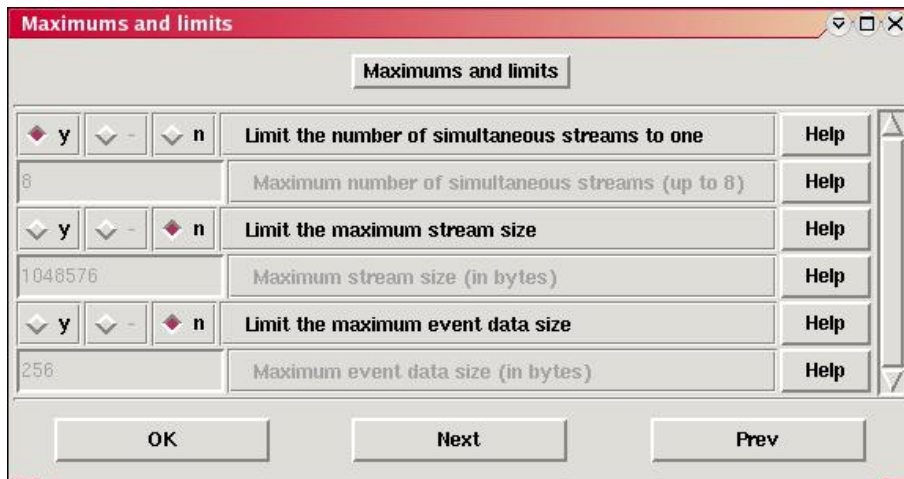 Maximums and limits
Maximums and limits
y - n Limit the number of simultaneous streams to one Help
8 Maximum number of simultaneous streams (up to 8) Help
y - n Limit the maximum stream size Help
1048576 Maximum stream size (in bytes) Help
y - n Limit the maximum event data size Help
256 Maximum event data size (in bytes) Help
OK Next Prev